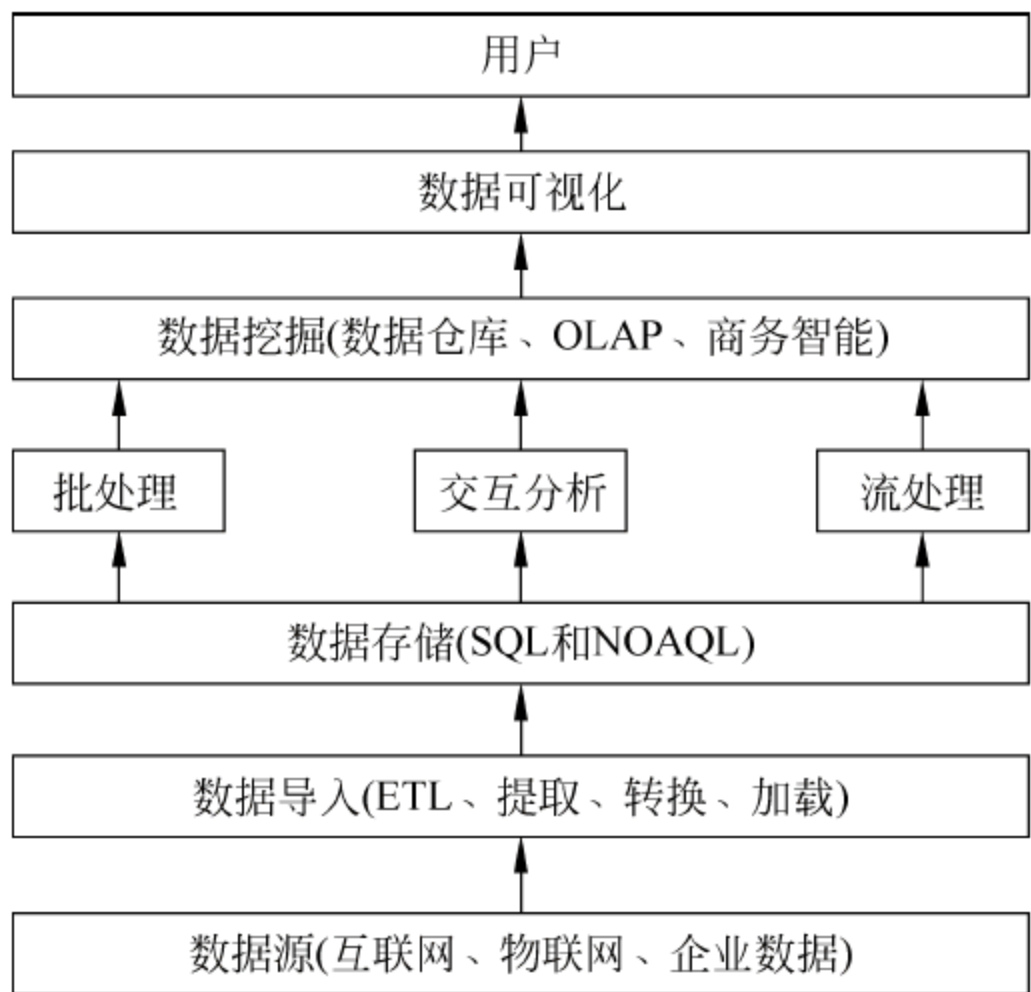 用户
数据可视化
数据挖掘(数据仓库、OLAP、商务智能)
批处理
交互分析
流处理
数据存储(SQL和NOAQL)
数据导入(ETL、提取、转换、加载)
数据源(互联网、物联网、企业数据)